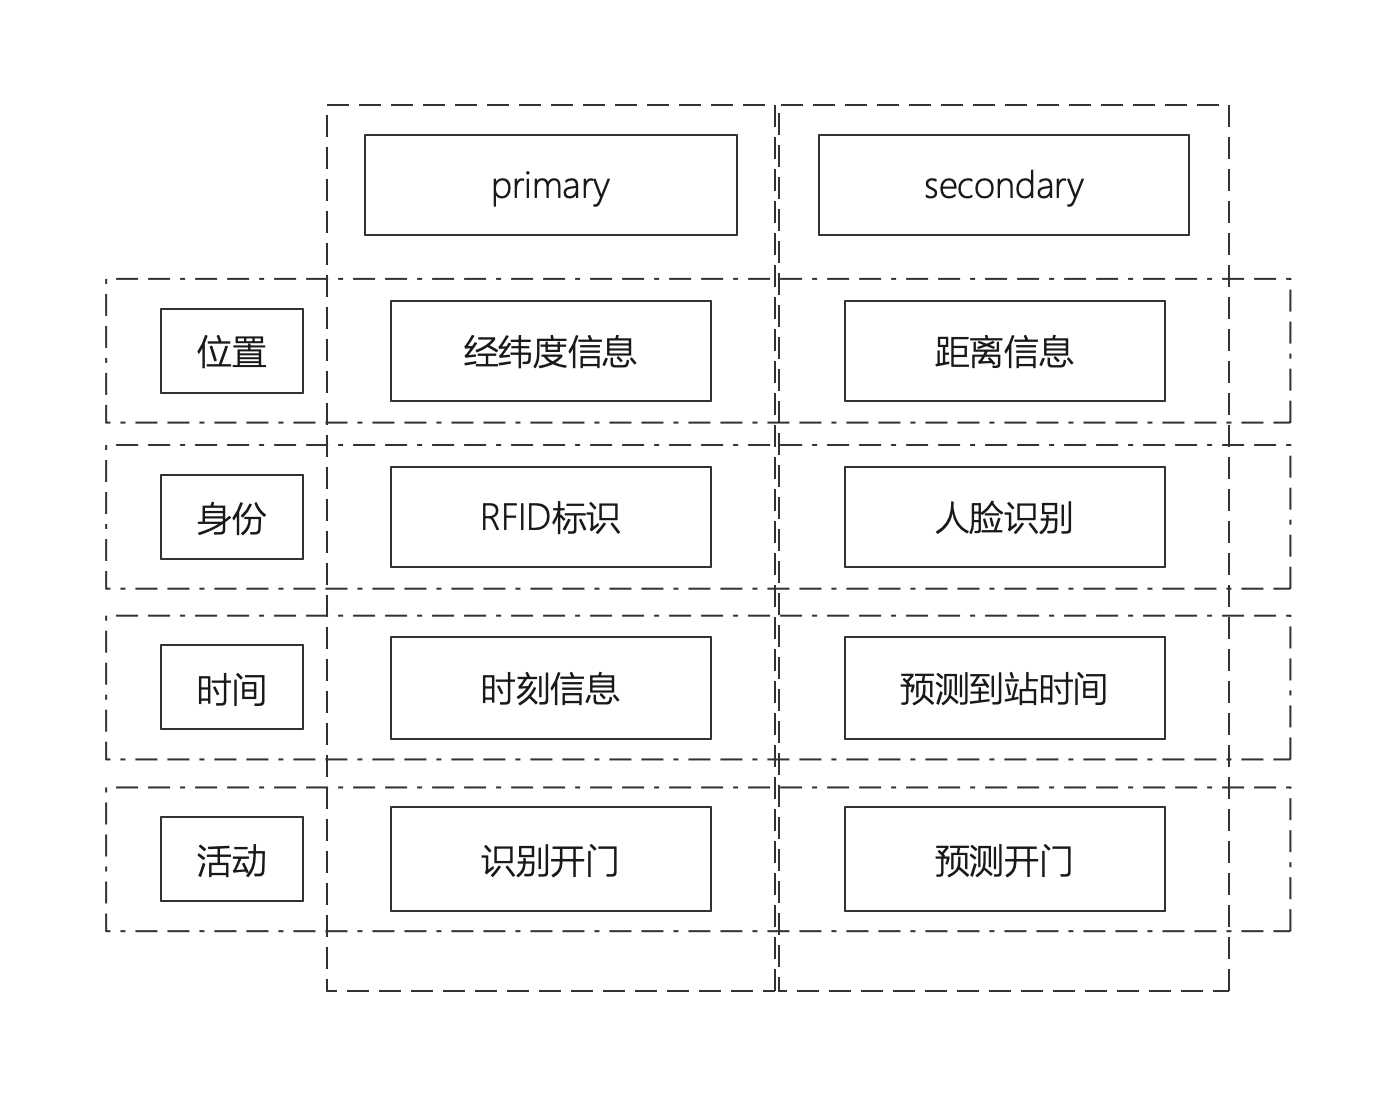 primary
secondary
位置
经纬度信息
距离信息
身份
RFID标识
人脸识别
时间
时刻信息
预测到站时间
活动
识别开门
预测开门